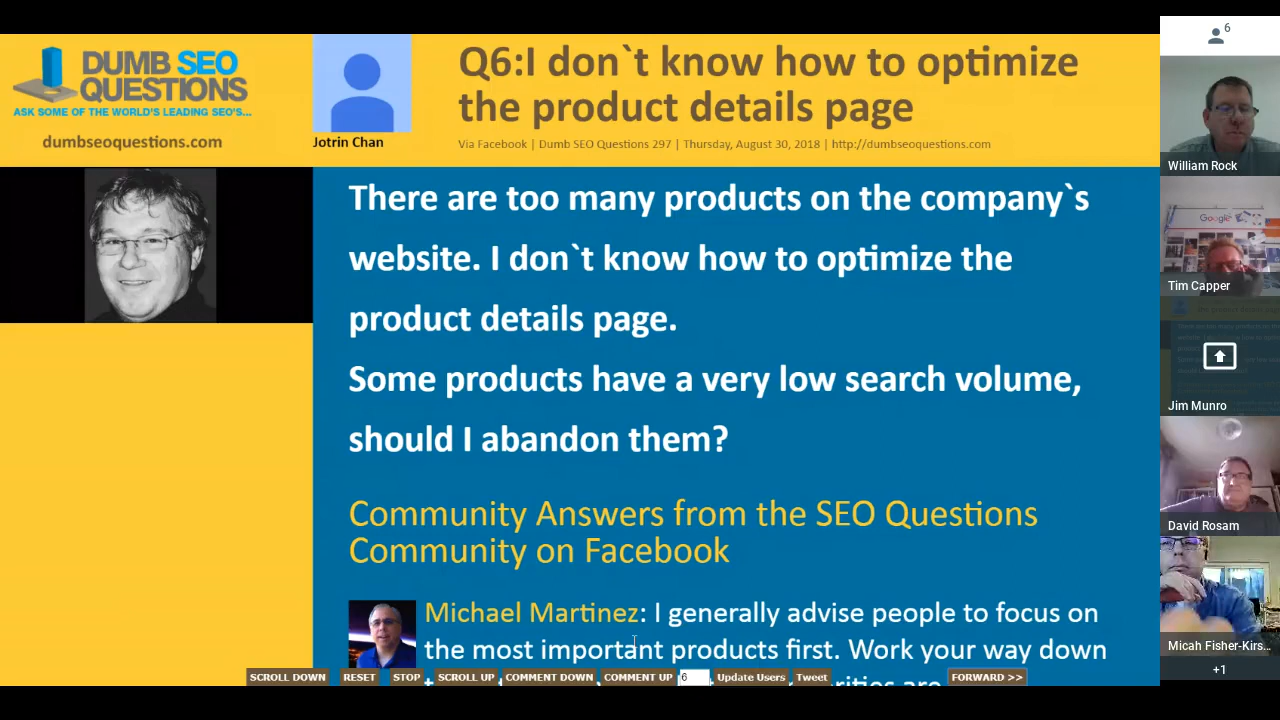 DUMB SEO
QUESTIONS
ASK SOME OF THE WORLD'S LEADING SEO'S...
dumbseoquestions.com
Jotrin Chan
Q6:I don`t know how to optimize
the product details page
Via Facebook | Dumb SEO Questions 297 | Thursday, August 30, 2018 | http://dumbseoquestions.com
There are too many products on the company`s
website. I don`t know how to optimize the
product details page.
Some products have a very low search volume,
should I abandon them?
Community Answers from the SEO Questions
Community on Facebook
Michael Martinez: I generally advise people to focus on
the most important products first. Work your way down
SCROLL DOWN RESET STOP SCROLL UP COMMENT DOWN COMMENT UP 6 Update Users Tweet FORWARD >>
6
William Rock
Google
Tim Capper
Jim Munro
David Rosam
Micah Fisher-Kirs...
+1